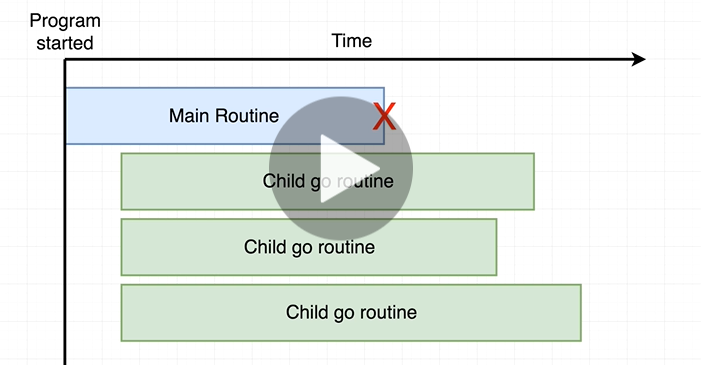 Program
started
Time
Main Routine
X
Child go routine
Child go routine
Child go routine